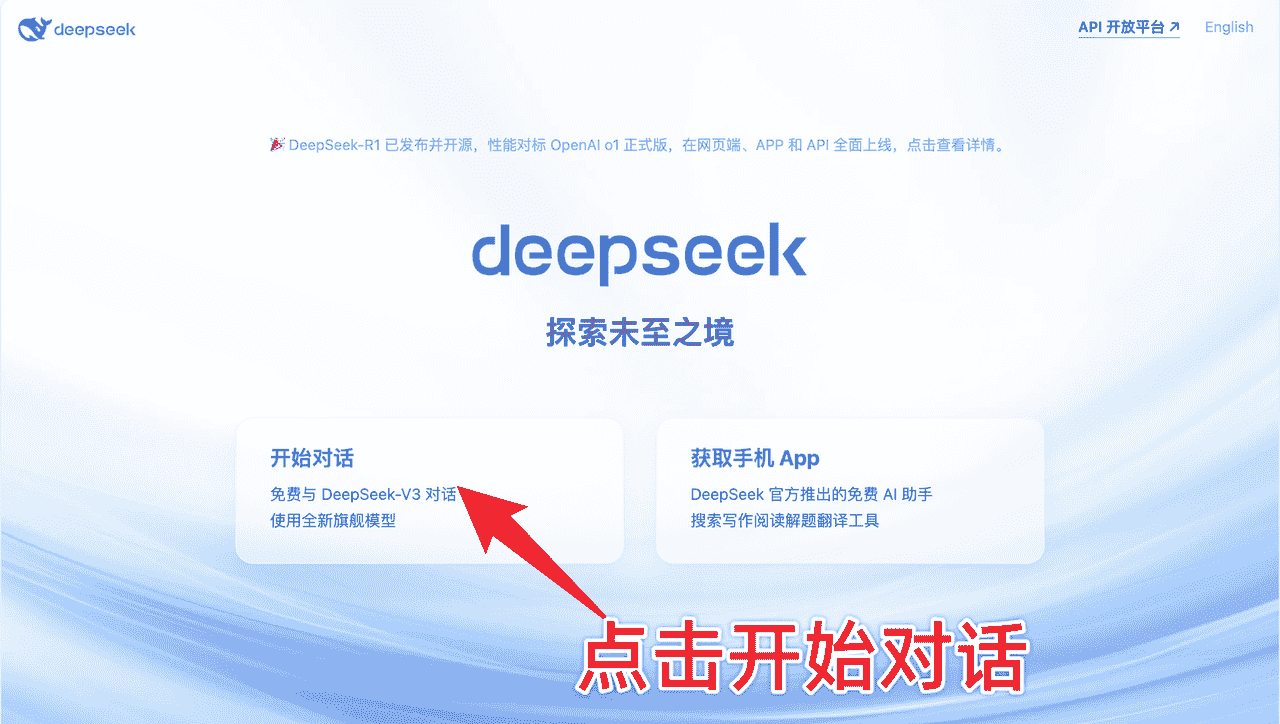 deepseek
API 开放平台 ↗
English
🎉 DeepSeek-R1 已发布并开源，性能对标 OpenAI o1 正式版，在网页端、APP 和 API 全面上线，点击查看详情。
deepseek
探索未至之境
开始对话
免费与 DeepSeek-V3 对话
使用全新旗舰模型
获取手机 App
DeepSeek 官方推出的免费 AI 助手
搜索写作阅读解题翻译工具
点击开始对话